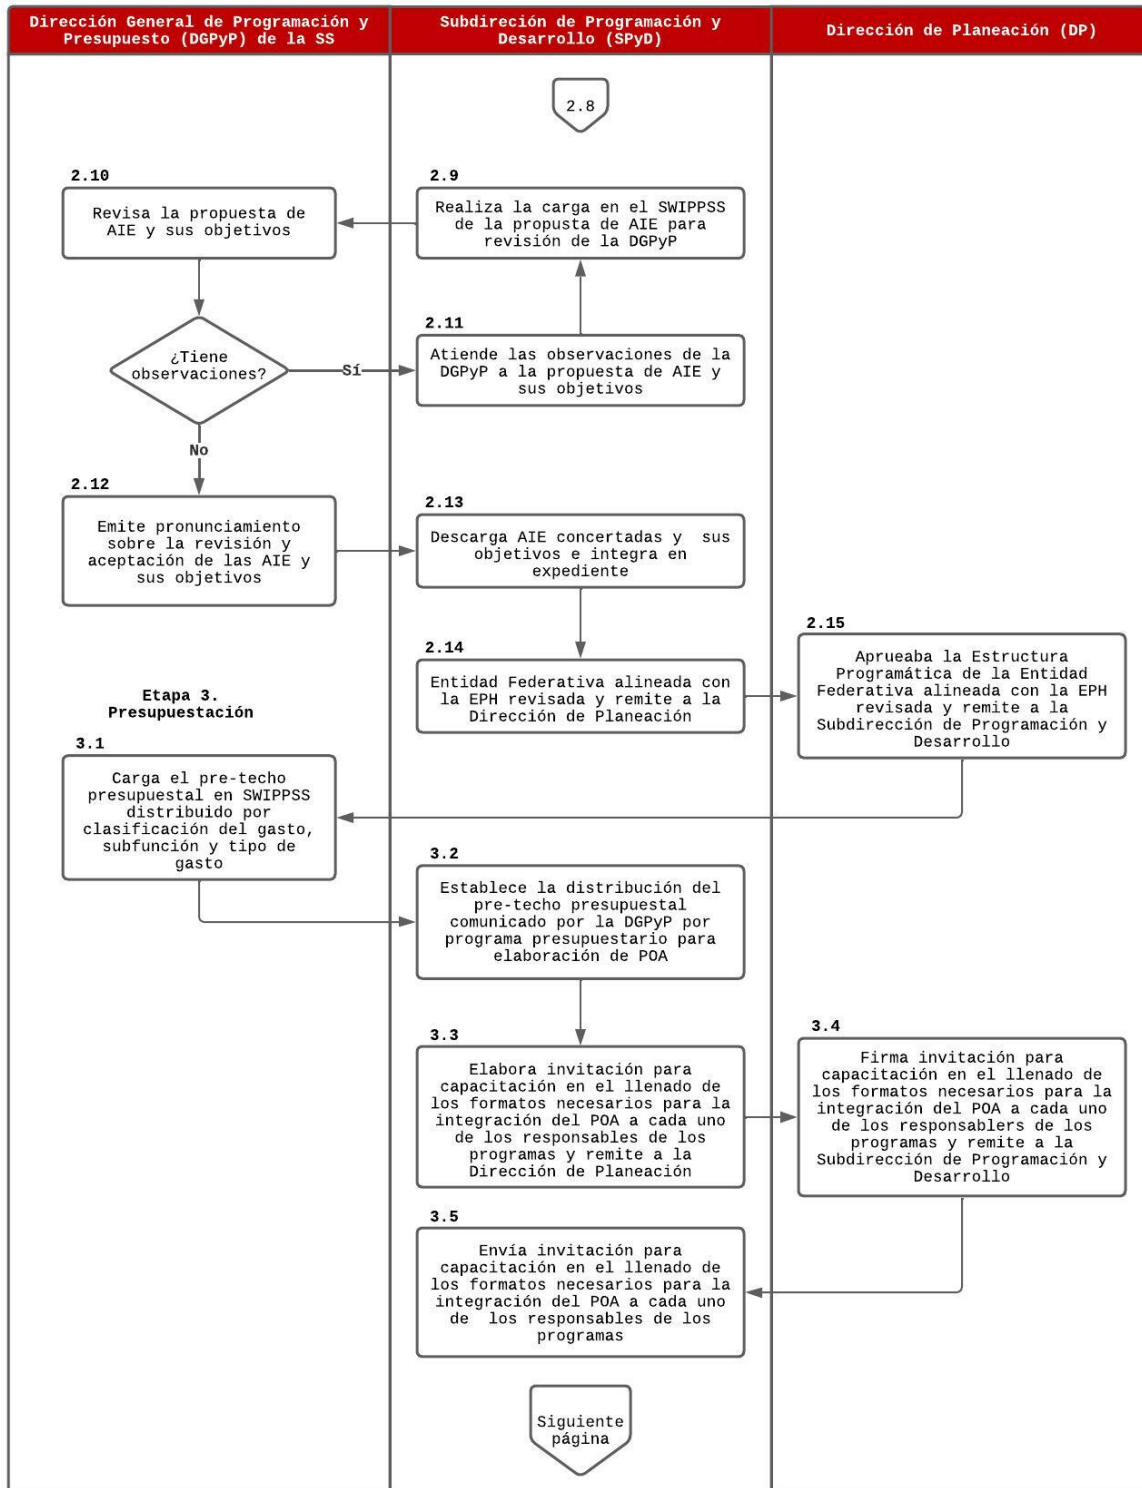 Dirección General de Programación y
Presupuesto (DGPyP) de la SS
Subdireción de Programación y
Desarrollo (SPyD)
Dirección de Planeación (DP)
2.8
2.10
Revisa la propuesta de
AIE y sus objetivos
2.9
Realiza la carga en el SWIPPSS
de la propusta de AIE para
revisión de la DGPyP
¿Tiene
observaciones?
Sí
2.11
Atiende las observaciones de la
DGPyP a la propuesta de AIE y
sus objetivos
No
2.12
Emite pronunciamiento
sobre la revisión y
aceptación de las AIE y
sus objetivos
2.13
Descarga AIE concertadas y sus
objetivos e integra en
expediente
2.14
Entidad Federativa alineada con
la EPH revisada y remite a la
Dirección de Planeación
2.15
Aprueaba la Estructura
Programática de la Entidad
Federativa alineada con la EPH
revisada y remite a la
Subdirección de Programación y
Desarrollo
Etapa 3.
Presupuestación
3.1
Carga el pre-techo
presupuestal en SWIPPSS
distribuido por
clasificación del gasto,
subfunción y tipo de
gasto
3.2
Establece la distribución del
pre-techo presupuestal
comunicado por la DGPyP por
programa presupuestario para
elaboración de POA
3.3
Elabora invitación para
capacitación en el llenado de
los formatos necesarios para la
integración del POA a cada uno
de los responsables de los
programas y remite a la
Dirección de Planeación
3.4
Firma invitación para
capacitación en el llenado de
los formatos necesarios para la
integración del POA a cada uno
de los responsablers de los
programas y remite a la
Subdirección de Programación y
Desarrollo
3.5
Envía invitación para
capacitación en el llenado de
los formatos necesarios para la
integración del POA a cada uno
de los responsables de los
programas
Siguiente
página